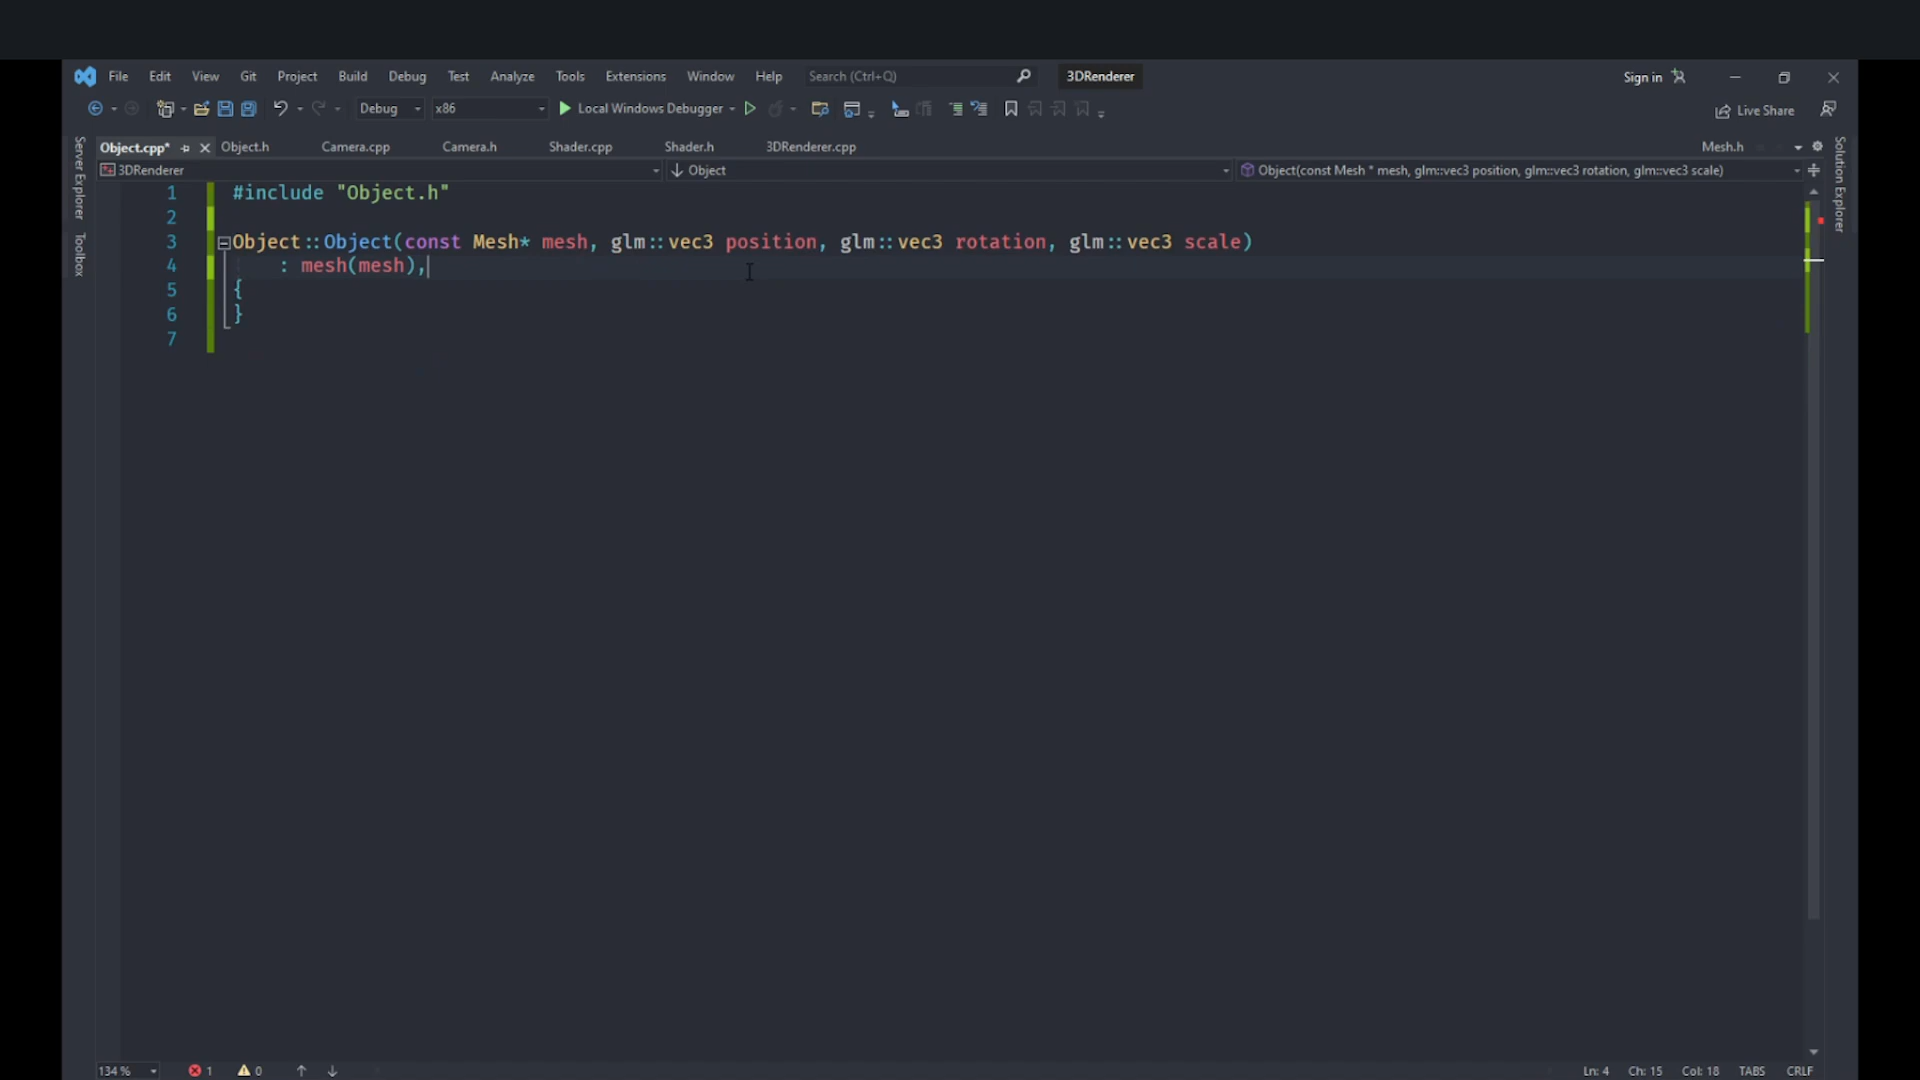 File Edit View Git Project Build Debug Test Analyze Tools Extensions Window Help Search (Ctrl+Q) 3DRenderer Sign in
Debug x86 Local Windows Debugger Live Share
Server Explorer
Toolbox
Object.cpp* Object.h Camera.cpp Camera.h Shader.cpp Shader.h 3DRenderer.cpp Mesh.h
3DRenderer Object Object(const Mesh * mesh, glm::vec3 position, glm::vec3 rotation, glm::vec3 scale)
Solution Explorer
1 #include "Object.h"
2
3 Object::Object(const Mesh* mesh, glm::vec3 position, glm::vec3 rotation, glm::vec3 scale)
4 : mesh(mesh),
5 {
6 }
7
134 % 1 0 Ln: 4 Ch: 15 Col: 18 TABS CRLF